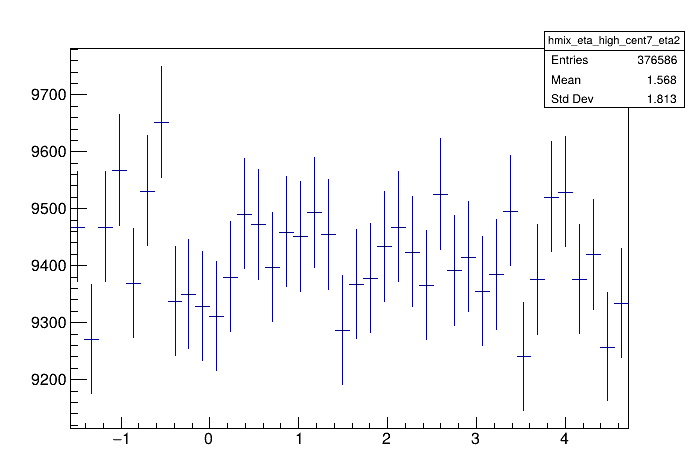 hmix_eta_high_cent7_eta2
Entries 376586
Mean 1.568
Std Dev 1.813
9700
9600
9500
9400
9300
9200
−1 0 1 2 3 4